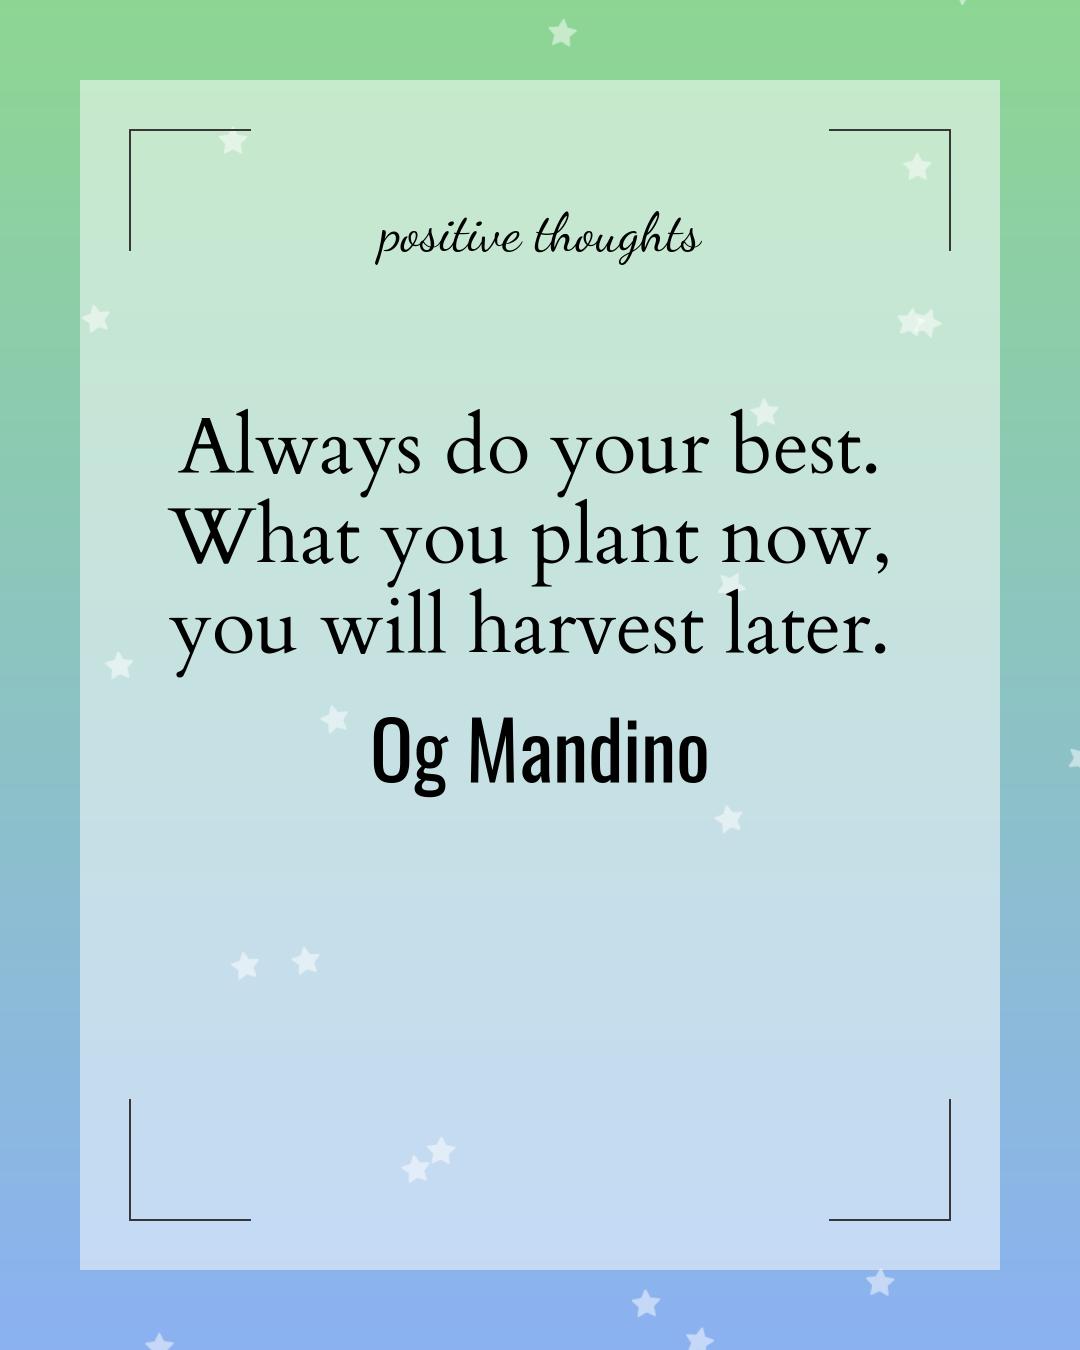 positive thoughts
Always do your best.
What you plant now,
you will harvest later.
Og Mandino